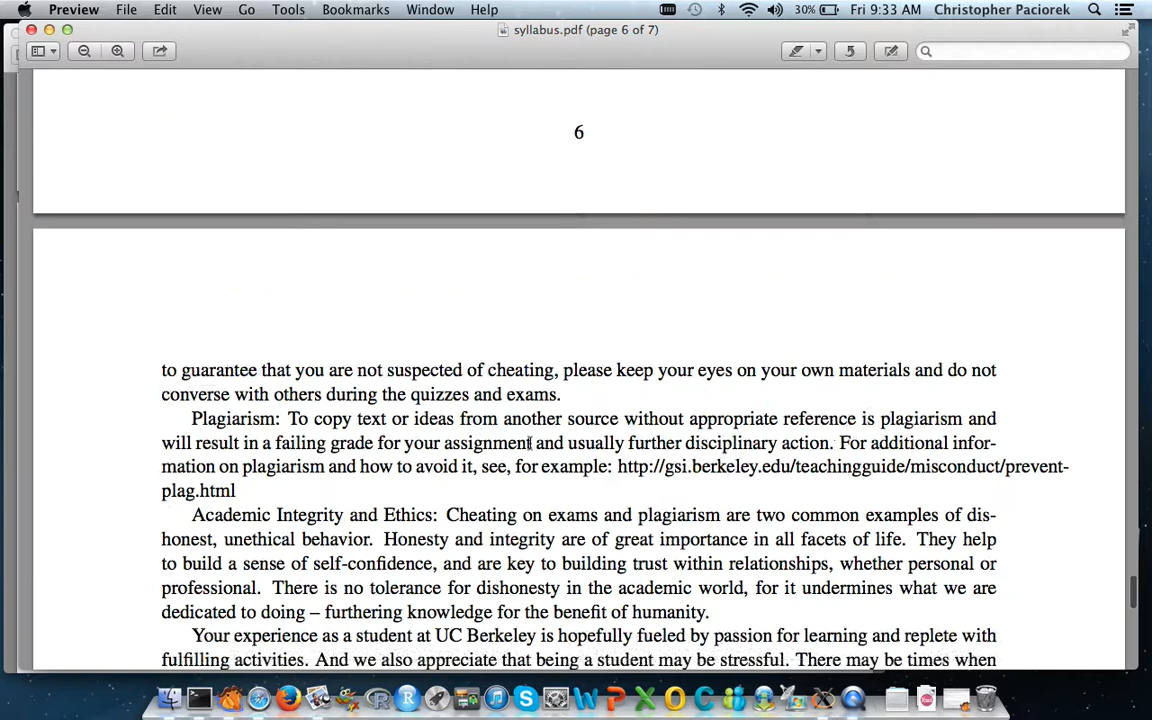 Preview File Edit View Go Tools Bookmarks Window Help 30% Fri 9:33 AM Christopher Paciorek
syllabus.pdf (page 6 of 7)
6
to guarantee that you are not suspected of cheating, please keep your eyes on your own materials and do not
converse with others during the quizzes and exams.
Plagiarism: To copy text or ideas from another source without appropriate reference is plagiarism and
will result in a failing grade for your assignment and usually further disciplinary action. For additional infor-
mation on plagiarism and how to avoid it, see, for example: http://gsi.berkeley.edu/teachingguide/misconduct/prevent-
plag.html
Academic Integrity and Ethics: Cheating on exams and plagiarism are two common examples of dis-
honest, unethical behavior. Honesty and integrity are of great importance in all facets of life. They help
to build a sense of self-confidence, and are key to building trust within relationships, whether personal or
professional. There is no tolerance for dishonesty in the academic world, for it undermines what we are
dedicated to doing – furthering knowledge for the benefit of humanity.
Your experience as a student at UC Berkeley is hopefully fueled by passion for learning and replete with
fulfilling activities. And we also appreciate that being a student may be stressful. There may be times when